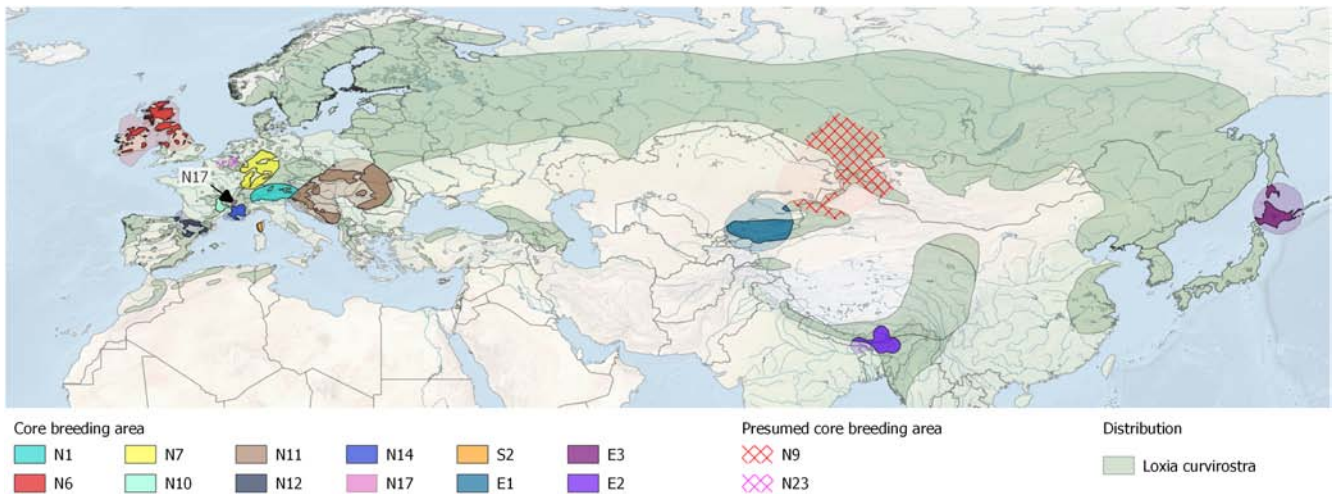 N17
Core breeding area
Presumed core breeding area
Distribution
N1
N7
N11
N14
S2
E3
N9
Loxia curvirostra
N6
N10
N12
N17
E1
E2
N23